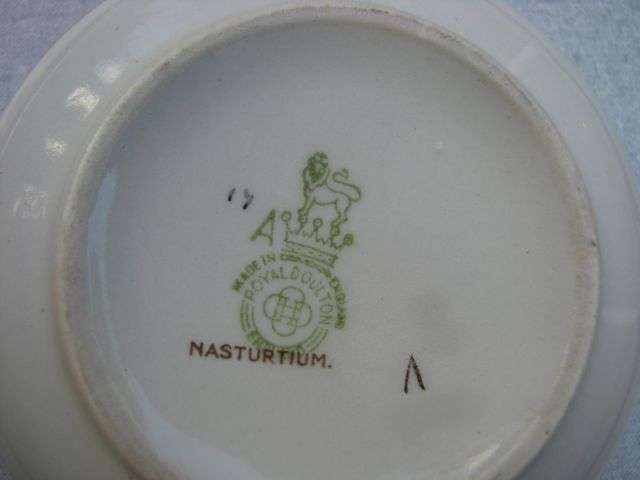 A
MADE IN ENGLAND
ROYAL DOULTON
NASTURTIUM.